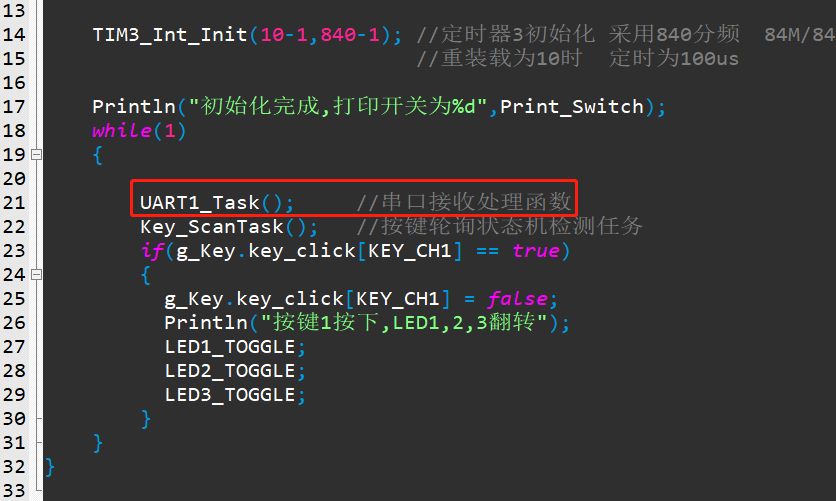 13
14 TIM3_Int_Init(10-1,840-1); //定时器3初始化 采用840分频 84M/84
15 //重装载为10时 定时为100us
16
17 Println("初始化完成,打印开关为%d",Print_Switch);
18 while(1)
19 {
20
21 UART1_Task(); //串口接收处理函数
22 Key_ScanTask(); //按键轮询状态机检测任务
23 if(g_Key.key_click[KEY_CH1] == true)
24 {
25 g_Key.key_click[KEY_CH1] = false;
26 Println("按键1按下,LED1,2,3翻转");
27 LED1_TOGGLE;
28 LED2_TOGGLE;
29 LED3_TOGGLE;
30 }
31 }
32 }
33